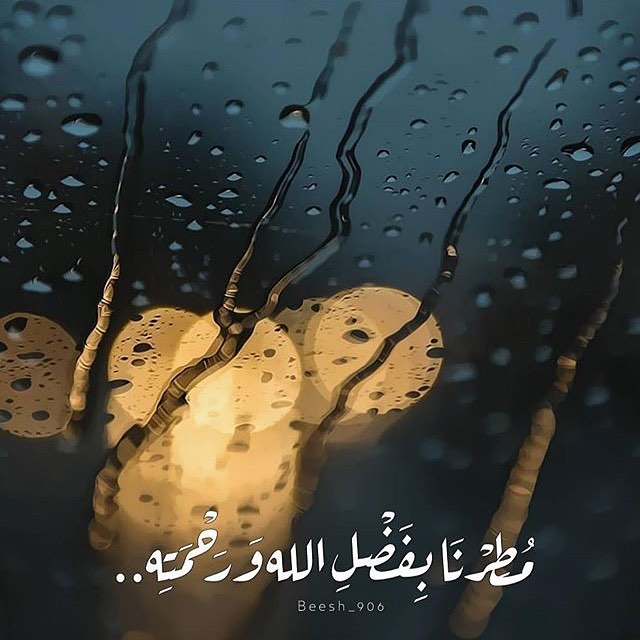 مُطِرْنَا بِفَضْلِ الله وَ رَحْمَتِهِ..
Beesh_906